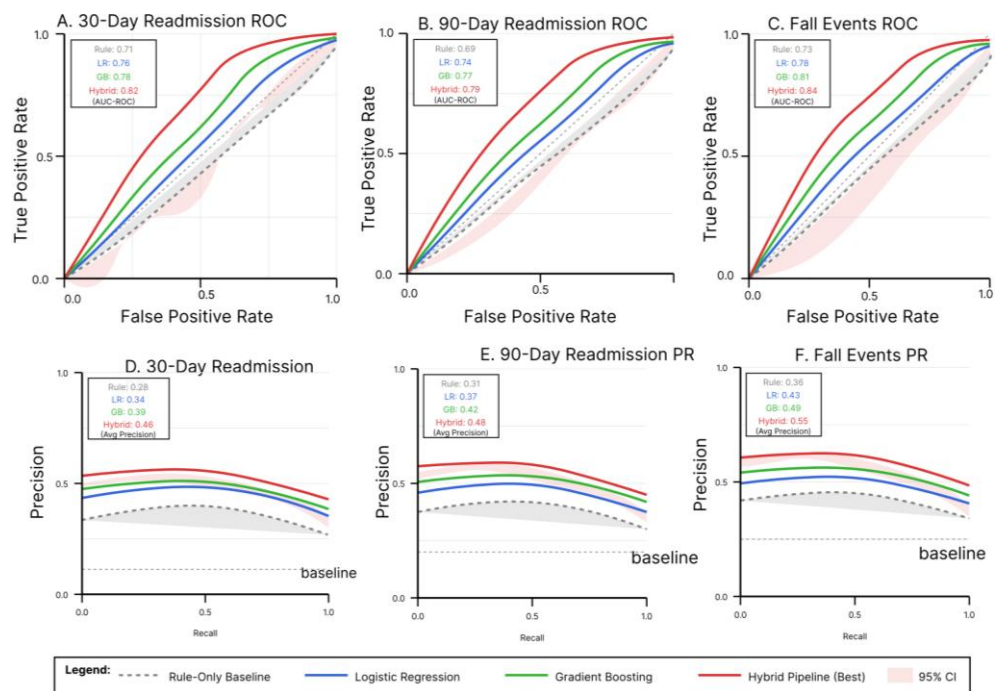 A. 30-Day Readmission ROC
1.0
Rule: 0.71
LR: 0.76
GB: 0.78
Hybrid: 0.82
(AUC-ROC)
0.5
0.0
0.0
0.5
1.0
True Positive Rate
False Positive Rate
B. 90-Day Readmission ROC
1.0
Rule: 0.69
LR: 0.74
GB: 0.77
Hybrid: 0.79
(AUC-ROC)
0.5
0.0
0.0
0.5
1.0
True Positive Rate
False Positive Rate
C. Fall Events ROC
1.0
Rule: 0.73
LR: 0.78
GB: 0.81
Hybrid: 0.84
(AUC-ROC)
0.5
0.0
0.0
0.5
1.0
True Positive Rate
False Positive Rate
D. 30-Day Readmission
1.0
Rule: 0.28
LR: 0.34
GB: 0.39
Hybrid: 0.46
(Avg Precision)
0.5
0.0
0.0
0.5
1.0
Precision
baseline
Recall
E. 90-Day Readmission PR
1.0
Rule: 0.31
LR: 0.37
GB: 0.42
Hybrid: 0.48
(Avg Precision)
0.5
0.0
0.0
0.5
1.0
Precision
baseline
Recall
F. Fall Events PR
1.0
Rule: 0.36
LR: 0.43
GB: 0.49
Hybrid: 0.55
(Avg Precision)
0.5
0.0
0.0
0.5
1.0
Precision
baseline
Recall
Legend: Rule-Only Baseline Logistic Regression Gradient Boosting Hybrid Pipeline (Best) 95% CI